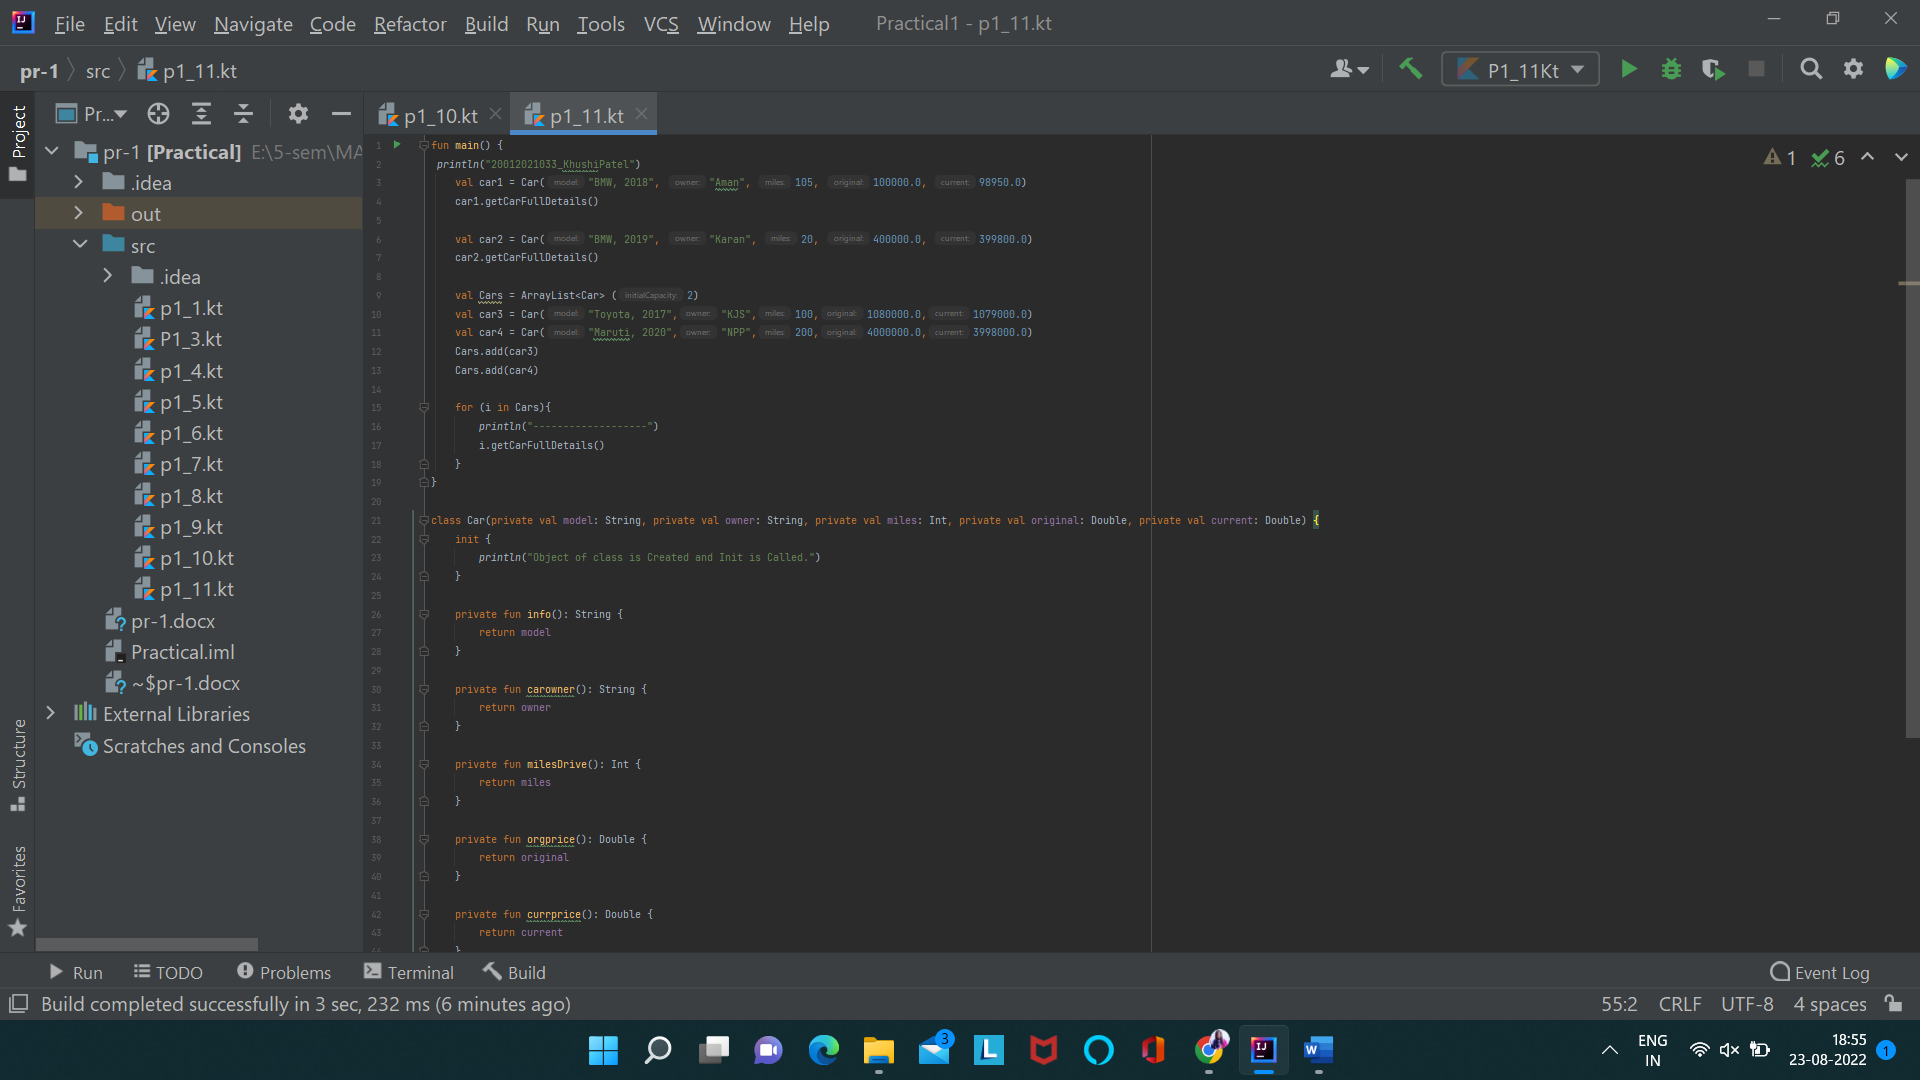 File Edit View Navigate Code Refactor Build Run Tools VCS Window Help Practical1 - p1_11.kt
pr-1 src p1_11.kt P1_11Kt
Project
Pr... p1_10.kt p1_11.kt
pr-1 [Practical] E:\5-sem\MA
.idea
out
src
.idea
p1_1.kt
P1_3.kt
p1_4.kt
p1_5.kt
p1_6.kt
p1_7.kt
p1_8.kt
p1_9.kt
p1_10.kt
p1_11.kt
pr-1.docx
Practical.iml
~$pr-1.docx
External Libraries
Scratches and Consoles
Structure
Favorites
1 6
1 fun main() {
2 println("20012021033_KhushiPatel")
3 val car1 = Car( model: "BMW, 2018", owner: "Aman", miles: 105, original: 100000.0, current: 98950.0)
4 car1.getCarFullDetails()
5
6 val car2 = Car( model: "BMW, 2019", owner: "Karan", miles: 20, original: 400000.0, current: 399800.0)
7 car2.getCarFullDetails()
8
9 val Cars = ArrayList<Car> ( initialCapacity: 2)
10 val car3 = Car( model: "Toyota, 2017", owner: "KJS", miles: 100, original: 1080000.0, current: 1079000.0)
11 val car4 = Car( model: "Maruti, 2020", owner: "NPP", miles: 200, original: 4000000.0, current: 3998000.0)
12 Cars.add(car3)
13 Cars.add(car4)
14
15 for (i in Cars){
16 println("-------------------")
17 i.getCarFullDetails()
18 }
19 }
20
21 class Car(private val model: String, private val owner: String, private val miles: Int, private val original: Double, private val current: Double) {
22 init {
23 println("Object of class is Created and Init is Called.")
24 }
25
26 private fun info(): String {
27 return model
28 }
29
30 private fun carowner(): String {
31 return owner
32 }
33
34 private fun milesDrive(): Int {
35 return miles
36 }
37
38 private fun orgprice(): Double {
39 return original
40 }
41
42 private fun currprice(): Double {
43 return current
44 }
Run TODO Problems Terminal Build Event Log
Build completed successfully in 3 sec, 232 ms (6 minutes ago) 55:2 CRLF UTF-8 4 spaces
3 ENG 18:55
IN 23-08-2022 1